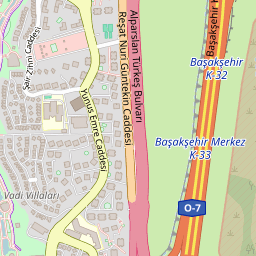 Şair Zihni Caddesi
Yunus Emre Caddesi
Reşat Nuri Güntekin Caddesi
Alparslan Türkeş Bulvarı
Başakşehir
Başakşehir
K-32
Başakşehir Merkez
K-33
O-7
Vadi Villaları